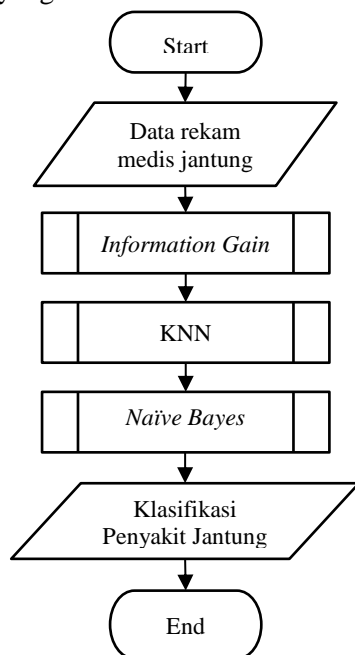 Start
Data rekam
medis jantung
Information Gain
KNN
Naïve Bayes
Klasifikasi
Penyakit Jantung
End